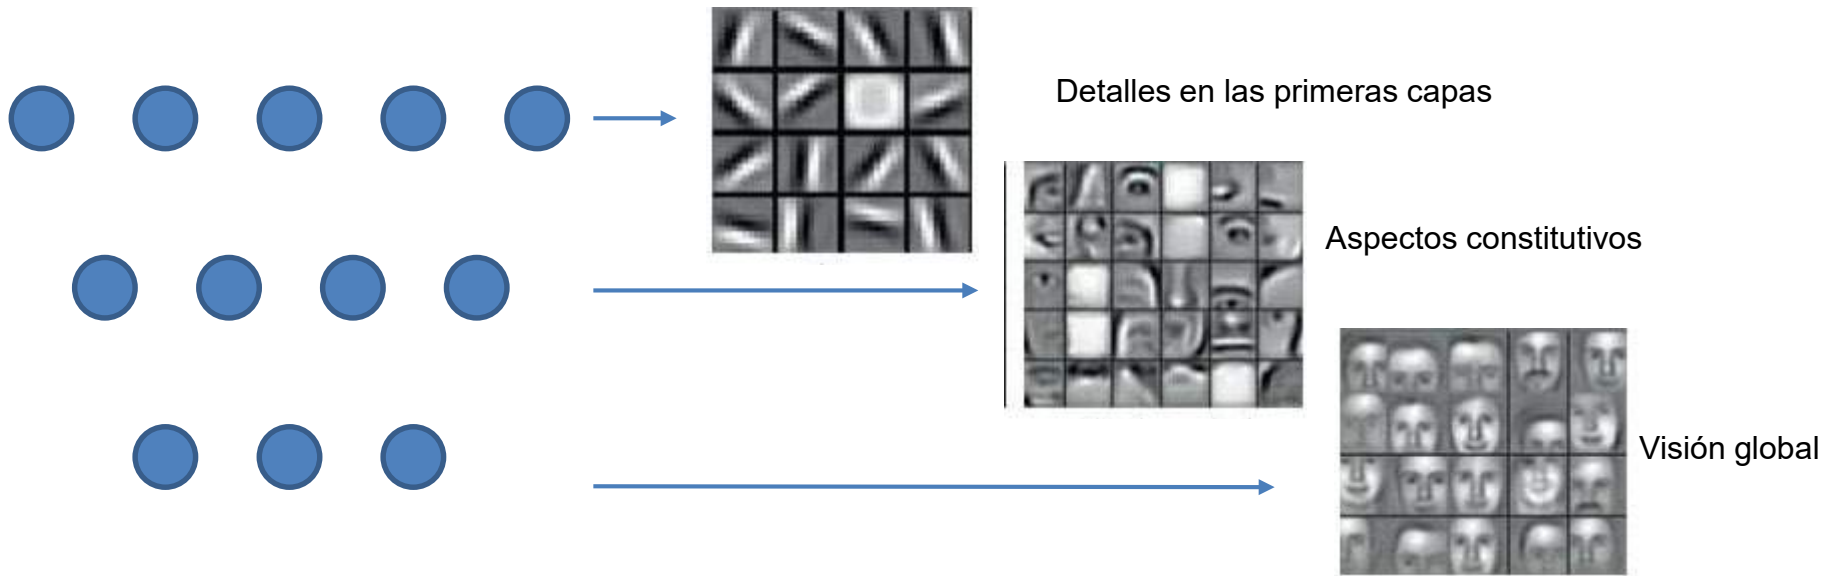 Detalles en las primeras capas
Aspectos constitutivos
Visión global